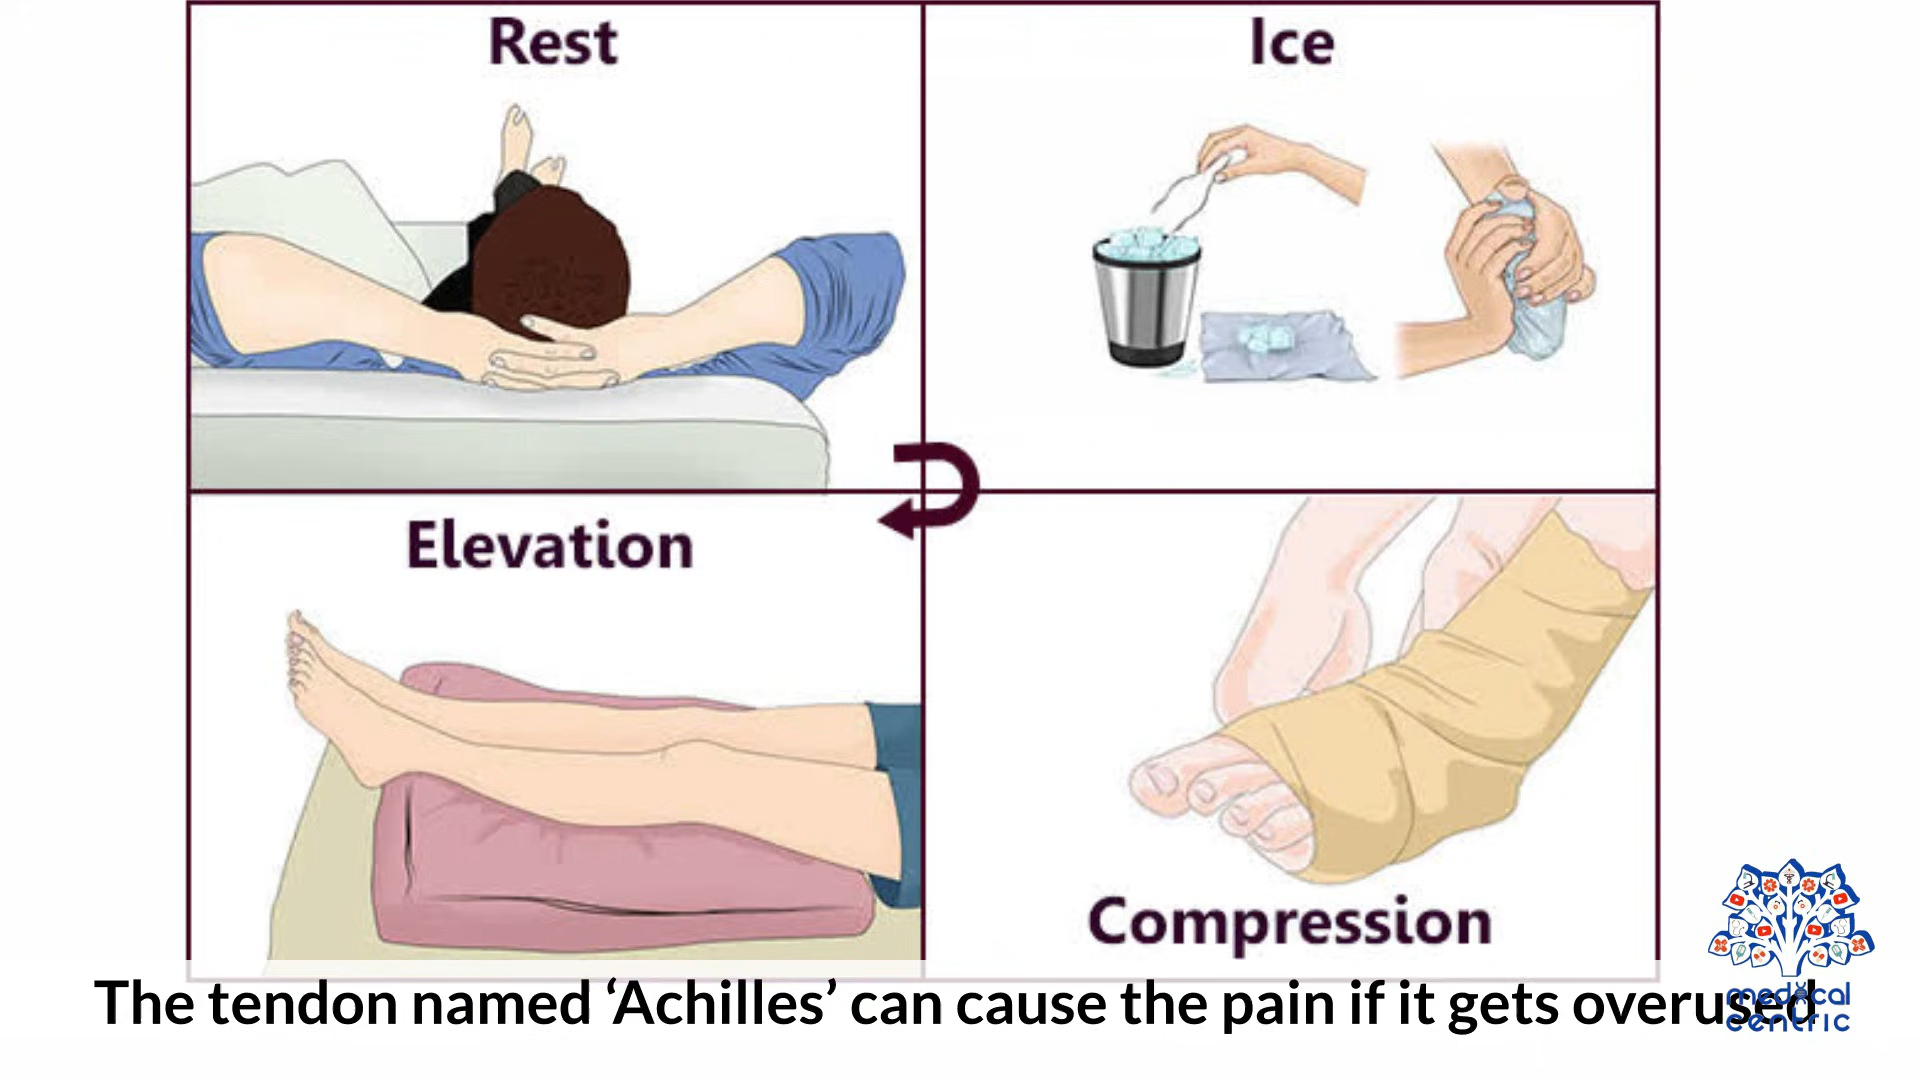 Rest
Ice
Elevation
Compression
The tendon named ‘Achilles’ can cause the pain if it gets overused
medical
centric